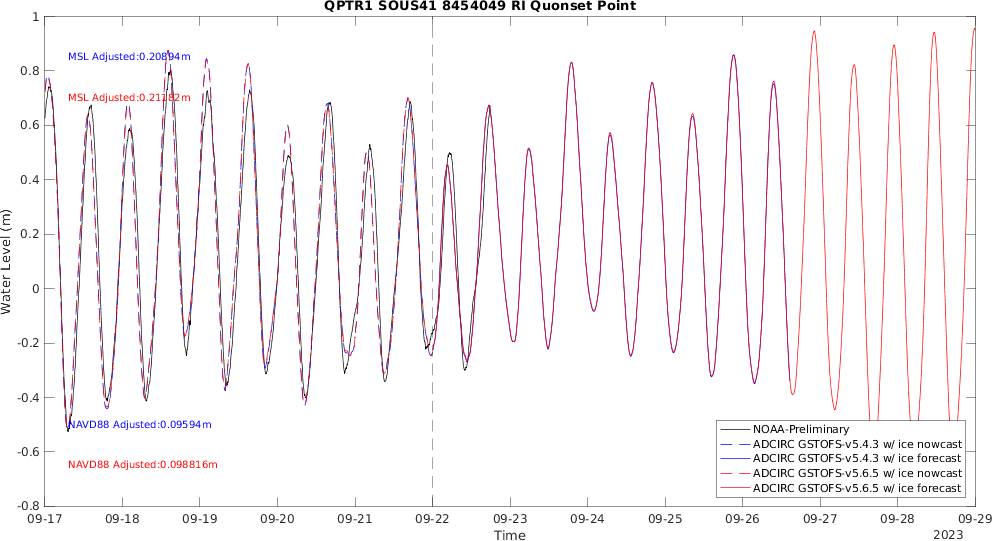 QPTR1 SOUS41 8454049 RI Quonset Point
MSL Adjusted:0.20894m
MSL Adjusted:0.21182m
NAVD88 Adjusted:0.09594m
NAVD88 Adjusted:0.098816m
Water Level (m)
1
0.8
0.6
0.4
0.2
0
-0.2
-0.4
-0.6
-0.8
NOAA-Preliminary
ADCIRC GSTOFS-v5.4.3 w/ ice nowcast
ADCIRC GSTOFS-v5.4.3 w/ ice forecast
ADCIRC GSTOFS-v5.6.5 w/ ice nowcast
ADCIRC GSTOFS-v5.6.5 w/ ice forecast
09-17 09-18 09-19 09-20 09-21 09-22 09-23 09-24 09-25 09-26 09-27 09-28 09-29
Time
2023